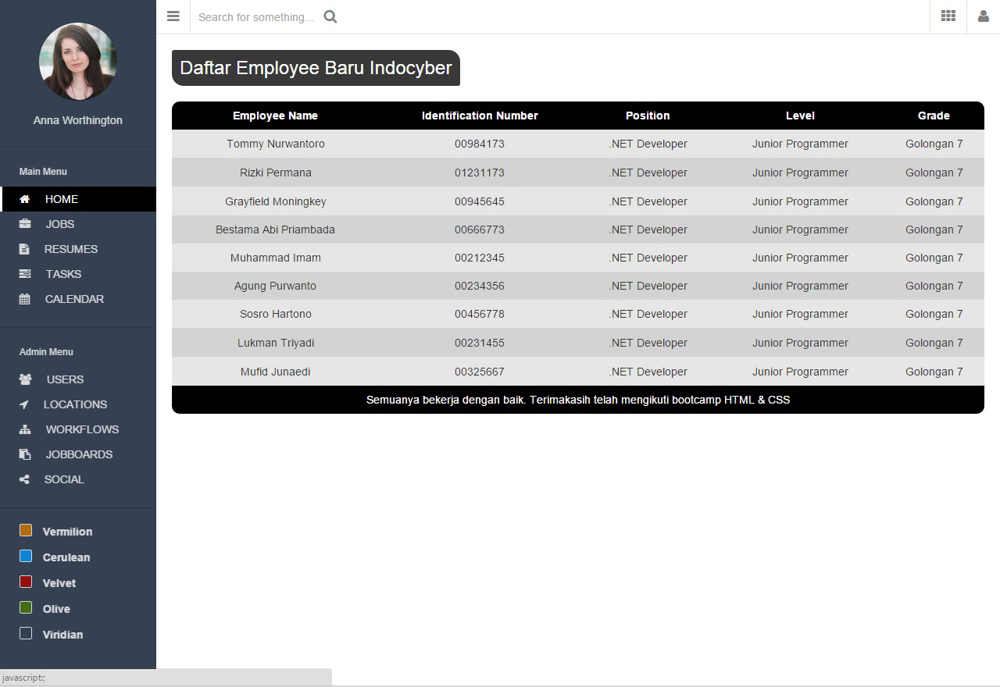 Anna Worthington
Main Menu
HOME
JOBS
RESUMES
TASKS
CALENDAR
Admin Menu
USERS
LOCATIONS
WORKFLOWS
JOBBOARDS
SOCIAL
Vermilion
Cerulean
Velvet
Olive
Viridian
javascript:;
Search for something...
Daftar Employee Baru Indocyber
Employee Name Identification Number Position Level Grade
Tommy Nurwantoro 00984173 .NET Developer Junior Programmer Golongan 7
Rizki Permana 01231173 .NET Developer Junior Programmer Golongan 7
Grayfield Moningkey 00945645 .NET Developer Junior Programmer Golongan 7
Bestama Abi Priambada 00666773 .NET Developer Junior Programmer Golongan 7
Muhammad Imam 00212345 .NET Developer Junior Programmer Golongan 7
Agung Purwanto 00234356 .NET Developer Junior Programmer Golongan 7
Sosro Hartono 00456778 .NET Developer Junior Programmer Golongan 7
Lukman Triyadi 00231455 .NET Developer Junior Programmer Golongan 7
Mufid Junaedi 00325667 .NET Developer Junior Programmer Golongan 7
Semuanya bekerja dengan baik. Terimakasih telah mengikuti bootcamp HTML & CSS